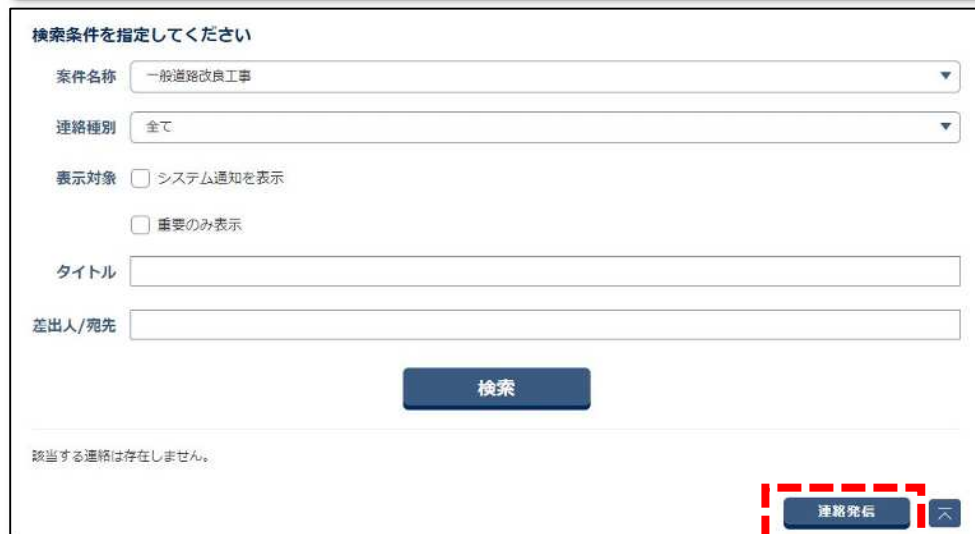 検索条件を指定してください
案件名称 一般道路改良工事
連絡種別 全て
表示対象 システム通知を表示
重要のみ表示
タイトル
差出人/宛先
検索
該当する連絡は存在しません。
連絡発信